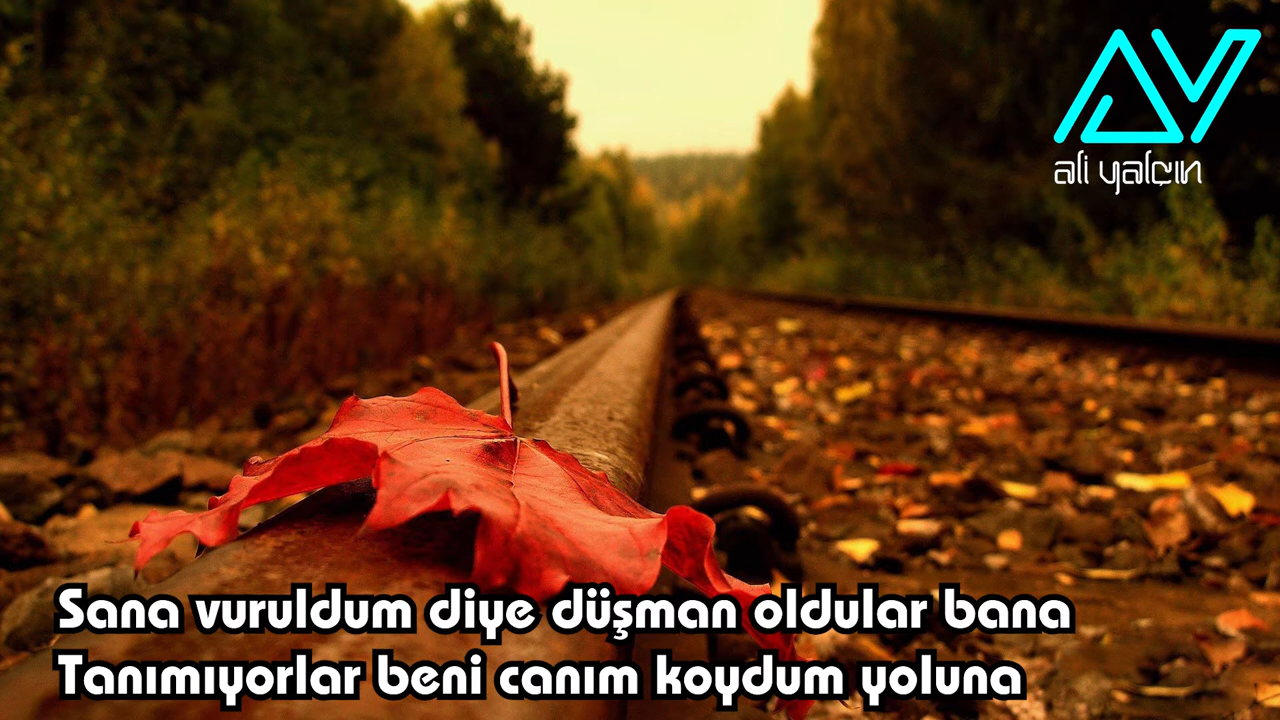 ali yalçın
Sana vuruldum diye düşman oldular bana
Tanımıyorlar beni canım koydum yoluna